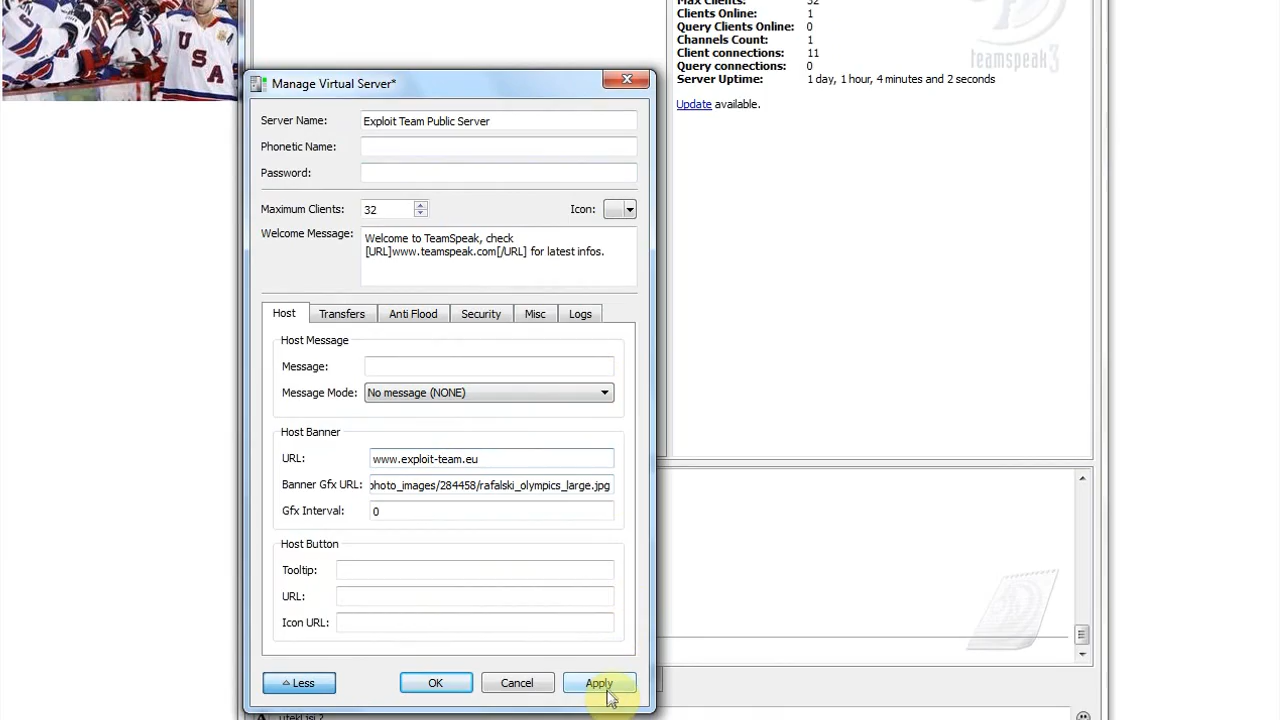 Max Clients: 32
Clients Online: 1
Query Clients Online: 0
Channels Count: 1
Client connections: 11
Query connections: 0
Server Uptime: 1 day, 1 hour, 4 minutes and 2 seconds
Update available.
teamspeak3
USA
Manage Virtual Server*
Server Name: Exploit Team Public Server
Phonetic Name:
Password:
Maximum Clients: 32 Icon:
Welcome Message: Welcome to TeamSpeak, check
[URL]www.teamspeak.com[/URL] for latest infos.
Host Transfers Anti Flood Security Misc Logs
Host Message
Message:
Message Mode: No message (NONE)
Host Banner
URL: www.exploit-team.eu
Banner Gfx URL: photo_images/284458/rafalski_olympics_large.jpg
Gfx Interval: 0
Host Button
Tooltip:
URL:
Icon URL:
Less OK Cancel Apply